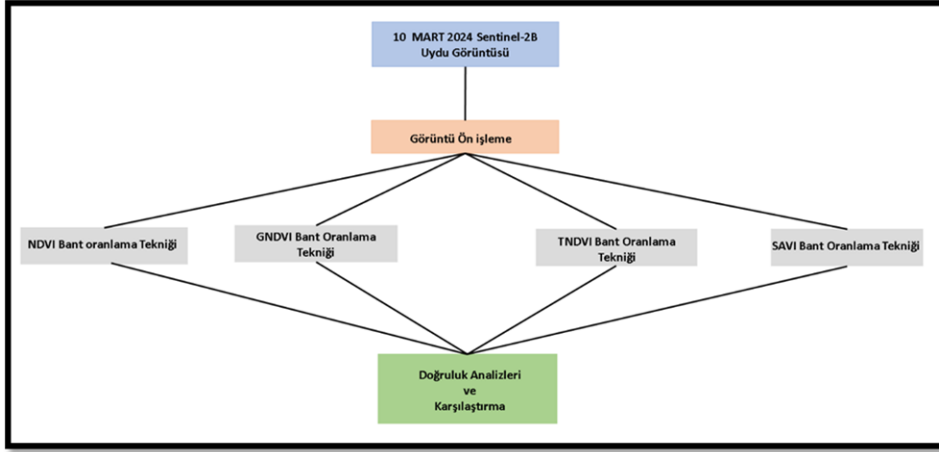 10 MART 2024 Sentinel-2B
Uydu Görüntüsü
Görüntü Ön işleme
NDVI Bant oranlama Tekniği
GNDVI Bant Oranlama
Tekniği
TNDVI Bant Oranlama
Tekniği
SAVI Bant Oranlama Tekniği
Doğruluk Analizleri
ve
Karşılaştırma